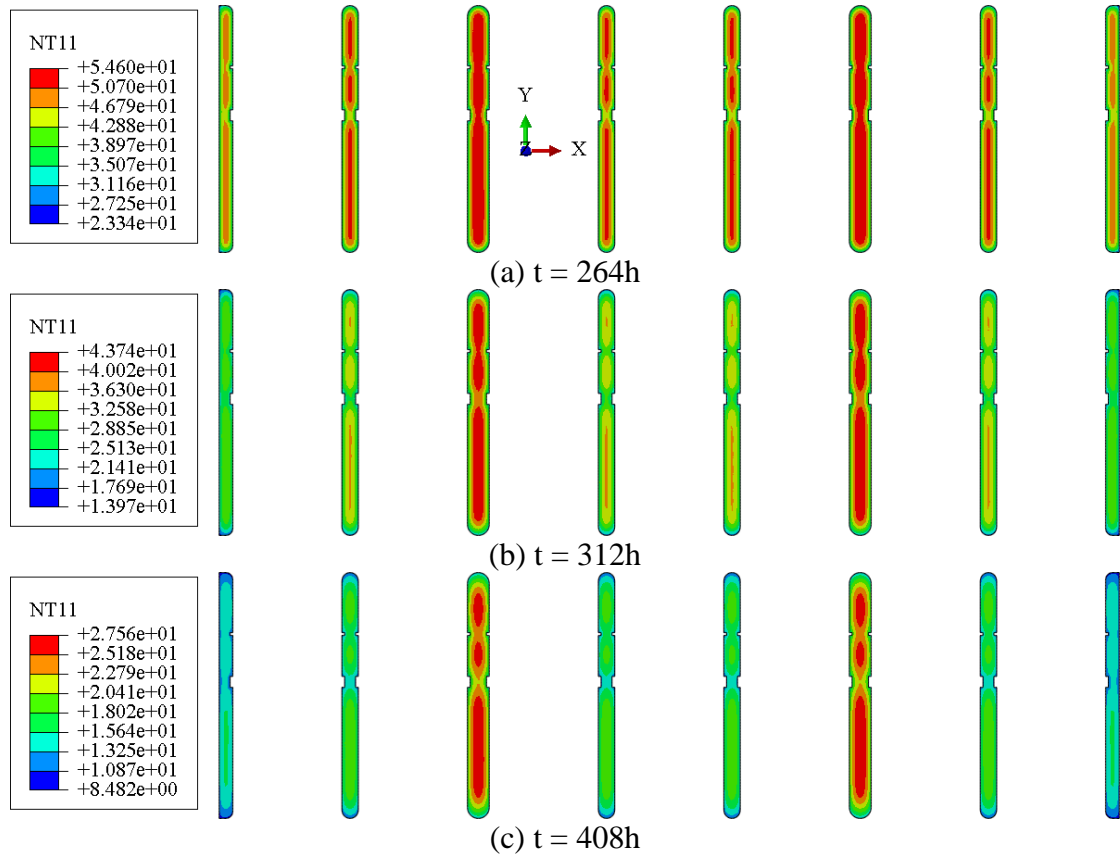 NT11
+5.460e+01
+5.070e+01
+4.679e+01
+4.288e+01
+3.897e+01
+3.507e+01
+3.116e+01
+2.725e+01
+2.334e+01
Y
Z
X
(a) t = 264h
NT11
+4.374e+01
+4.002e+01
+3.630e+01
+3.258e+01
+2.885e+01
+2.513e+01
+2.141e+01
+1.769e+01
+1.397e+01
(b) t = 312h
NT11
+2.756e+01
+2.518e+01
+2.279e+01
+2.041e+01
+1.802e+01
+1.564e+01
+1.325e+01
+1.087e+01
+8.482e+00
(c) t = 408h